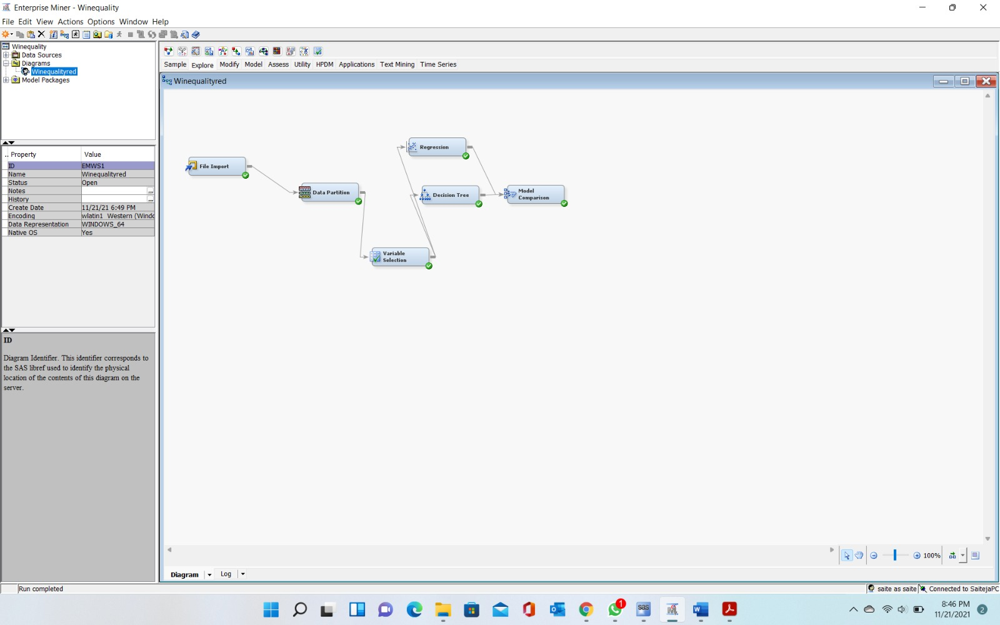 Enterprise Miner - Winequality
File Edit View Actions Options Window Help
Winequality
Data Sources
Diagrams
Winequalityred
Model Packages
.. Property Value
ID EMWS1
Name Winequalityred
Status Open
Notes ...
History ...
Create Date 11/21/21 6:49 PM
Encoding wlatin1 Western (Windo
Data Representation WINDOWS_64
Native OS Yes
ID
Diagram Identifier. This identifier corresponds to
the SAS libref used to identify the physical
location of the contents of this diagram on the
server.
Sample Explore Modify Model Assess Utility HPDM Applications Text Mining Time Series
Winequalityred
Regression
File Import
Data Partition
Decision Tree
Model
Comparison
Variable
Selection
100%
Diagram Log
Run completed
saite as saite Connected to SaitejaPC
1
sas
W
8:46 PM
11/21/2021
2